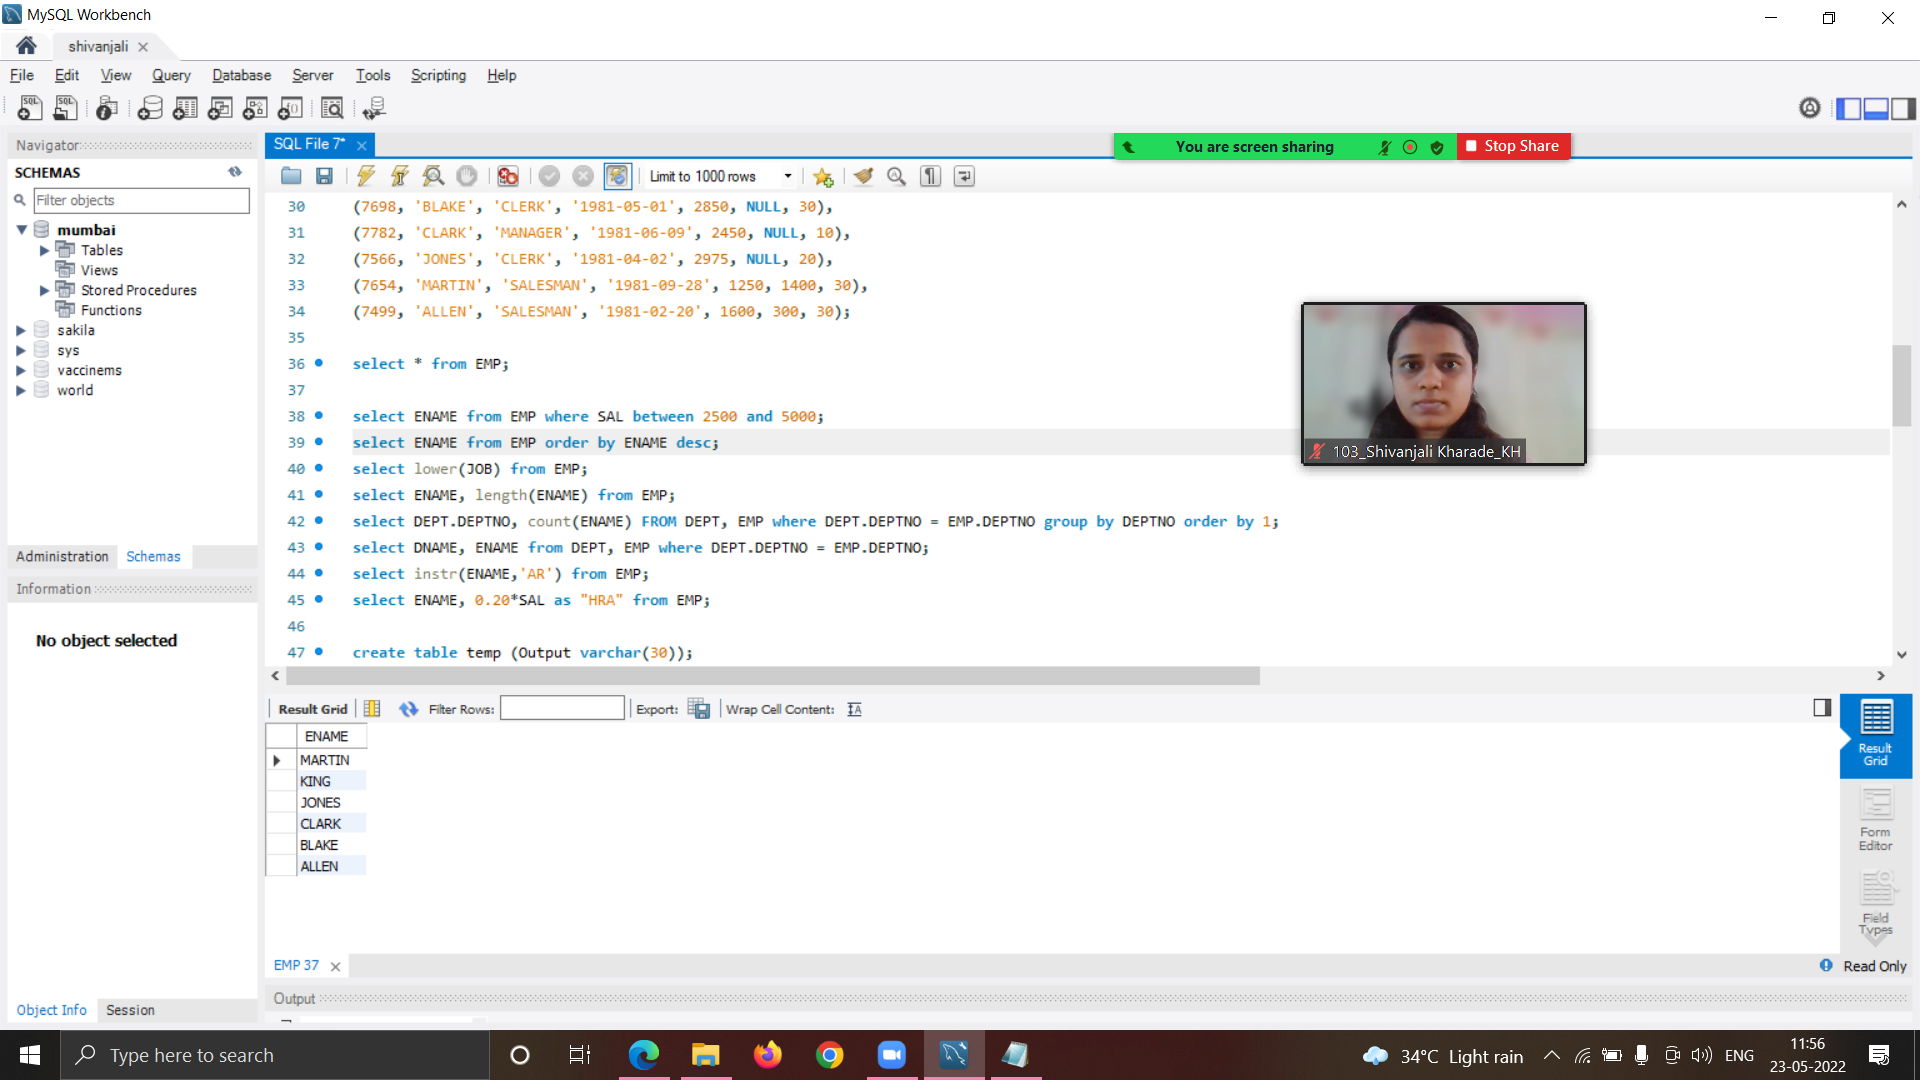 MySQL Workbench
shivanjali
File Edit View Query Database Server Tools Scripting Help
Navigator
SCHEMAS
Filter objects
mumbai
Tables
Views
Stored Procedures
Functions
sakila
sys
vaccinems
world
Administration Schemas
Information
No object selected
Object Info Session
SQL File 7*
You are screen sharing
Stop Share
Limit to 1000 rows
30 (7698, 'BLAKE', 'CLERK', '1981-05-01', 2850, NULL, 30),
31 (7782, 'CLARK', 'MANAGER', '1981-06-09', 2450, NULL, 10),
32 (7566, 'JONES', 'CLERK', '1981-04-02', 2975, NULL, 20),
33 (7654, 'MARTIN', 'SALESMAN', '1981-09-28', 1250, 1400, 30),
34 (7499, 'ALLEN', 'SALESMAN', '1981-02-20', 1600, 300, 30);
35
36 select * from EMP;
37
38 select ENAME from EMP where SAL between 2500 and 5000;
39 select ENAME from EMP order by ENAME desc;
40 select lower(JOB) from EMP;
41 select ENAME, length(ENAME) from EMP;
42 select DEPT.DEPTNO, count(ENAME) FROM DEPT, EMP where DEPT.DEPTNO = EMP.DEPTNO group by DEPTNO order by 1;
43 select DNAME, ENAME from DEPT, EMP where DEPT.DEPTNO = EMP.DEPTNO;
44 select instr(ENAME,'AR') from EMP;
45 select ENAME, 0.20*SAL as "HRA" from EMP;
46
47 create table temp (Output varchar(30));
103_Shivanjali Kharade_KH
Result Grid Filter Rows: Export: Wrap Cell Content:
ENAME
MARTIN
KING
JONES
CLARK
BLAKE
ALLEN
Result
Grid
Form
Editor
Field
Types
EMP 37
Read Only
Output
Type here to search
34°C Light rain
ENG
11:56
23-05-2022